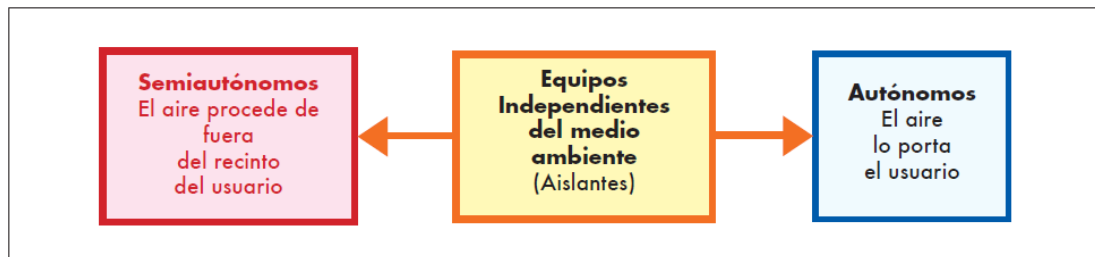 Semiautónomos
El aire procede de
fuera
del recinto
del usuario
Equipos
Independientes
del medio
ambiente
(Aislantes)
Autónomos
El aire
lo porta
el usuario